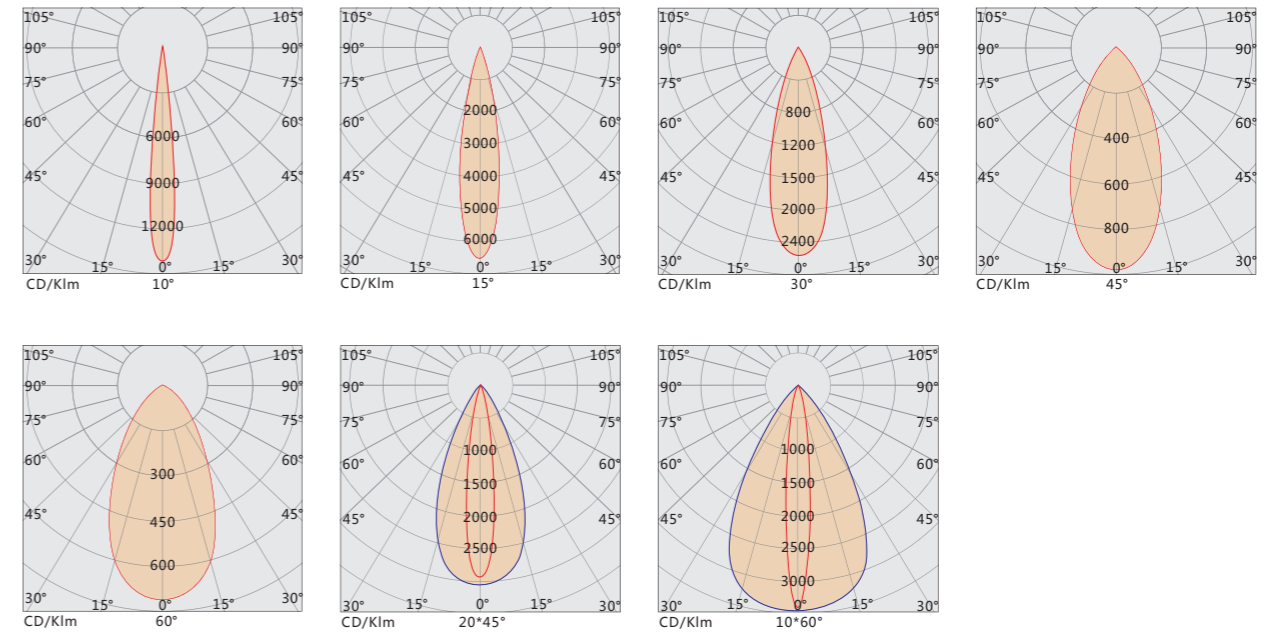 105° 105° 105° 105° 105° 105° 105° 105°
90° 90° 90° 90° 90° 90° 90° 90°
75° 75° 75° 75° 75° 75° 75° 75°
2000 800
60° 60° 60° 60° 60° 60° 60° 60°
6000 3000 1200 400
45° 45° 45° 45° 45° 45° 45° 45°
9000 4000 1500 600
5000 2000
12000 6000 2400 800
30° 15° 0° 15° 30° 30° 15° 0° 15° 30° 30° 15° 0° 15° 30° 30° 15° 0° 15° 30°
CD/Klm 10° CD/Klm 15° CD/Klm 30° CD/Klm 45°
105° 105° 105° 105° 105° 105°
90° 90° 90° 90° 90° 90°
75° 75° 75° 75° 75° 75°
1000 1000
60° 60° 60° 60° 60° 60°
300 1500 1500
45° 45° 45° 45° 45° 45°
450 2000 2000
600 2500 2500
3000
30° 15° 0° 15° 30° 30° 15° 0° 15° 30° 30° 15° 0° 15° 30°
CD/Klm 60° CD/Klm 20*45° CD/Klm 10*60°